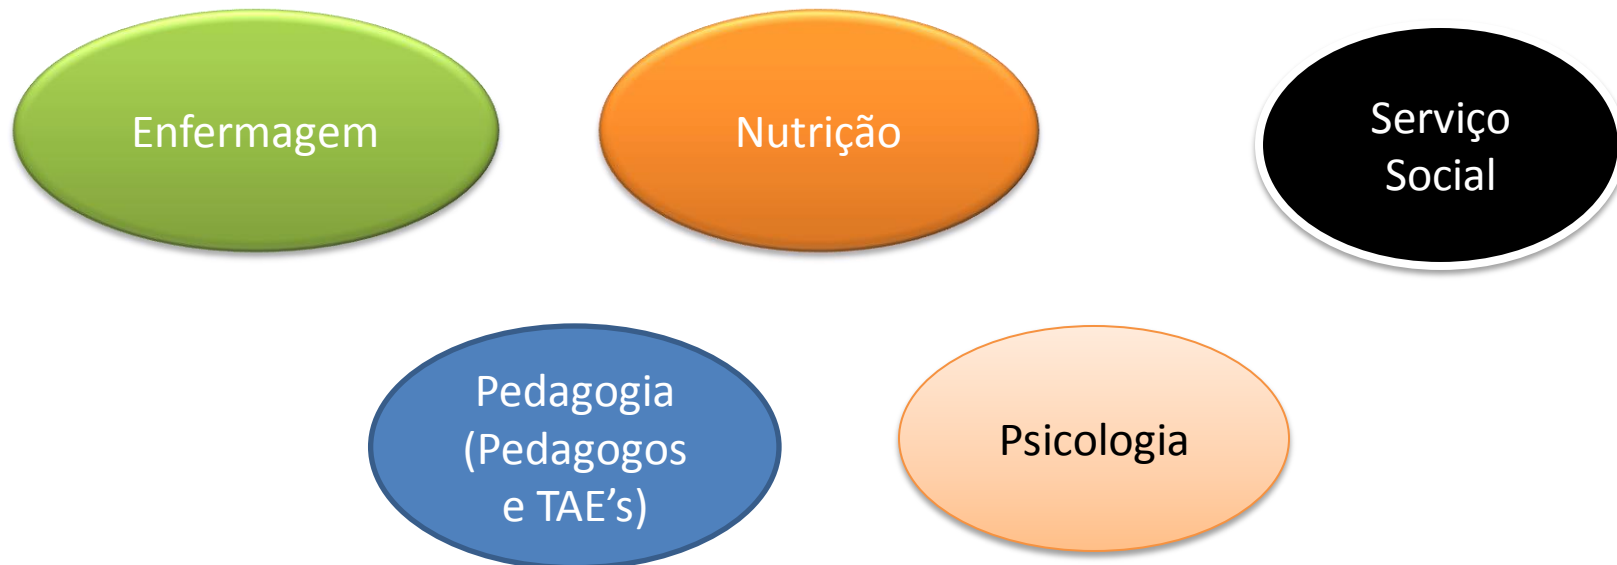 Enfermagem
Nutrição
Serviço
Social
Pedagogia
(Pedagogos
e TAE’s)
Psicologia